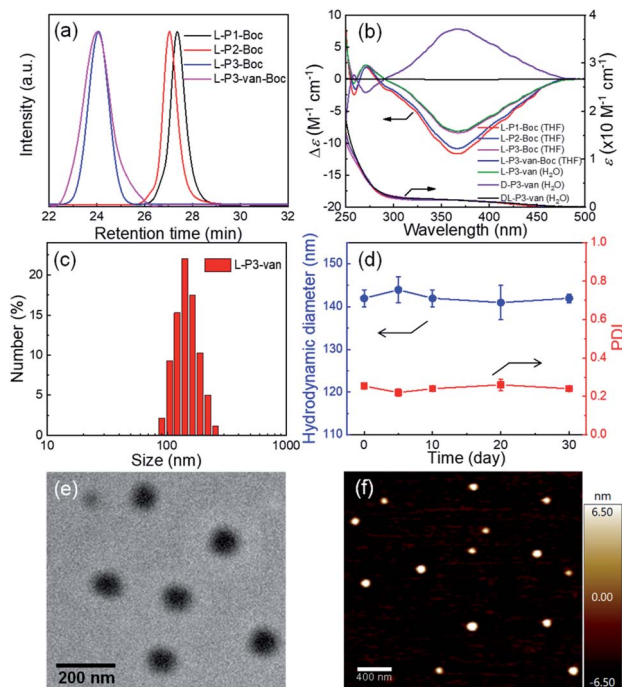 (a)
L-P1-Boc
L-P2-Boc
L-P3-Boc
L-P3-van-Boc
Intensity (a.u.)
22 24 26 28 30 32
Retention time (min)
(b)
10
5
0
-5
-10
-15
-20
Δε (M⁻¹ cm⁻¹)
4
3
2
1
0
ε (x10 M⁻¹ cm⁻¹)
L-P1-Boc (THF)
L-P2-Boc (THF)
L-P3-Boc (THF)
L-P3-van-Boc (THF)
L-P3-van (H₂O)
D-P3-van (H₂O)
DL-P3-van (H₂O)
250 300 350 400 450 500
Wavelength (nm)
(c)
L-P3-van
20
15
10
5
0
Number (%)
10 100 1000
Size (nm)
(d)
150
140
130
120
110
Hydrodynamic diameter (nm)
1.0
0.8
0.6
0.4
0.2
0.0
PDI
0 10 20 30
Time (day)
(e)
200 nm
(f)
400 nm
nm
6.50
0.00
-6.50